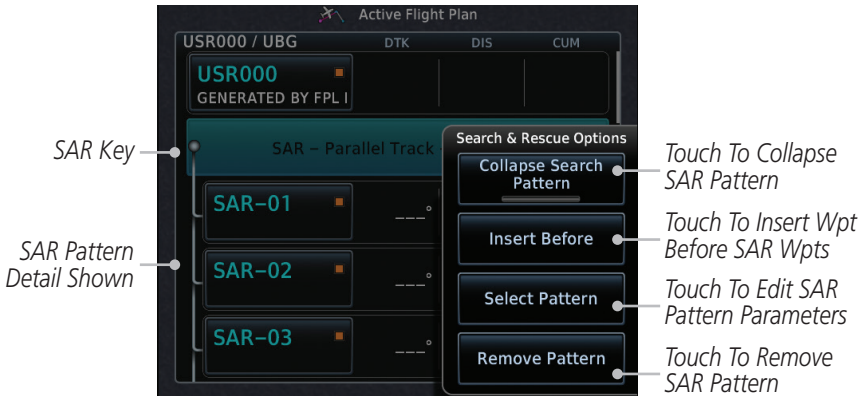 Active Flight Plan
USR000 / UBG DTK DIS CUM
USR000
GENERATED BY FPL I
SAR Key
SAR – Parallel Track
Search & Rescue Options
Collapse Search
Pattern
Touch To Collapse
SAR Pattern
SAR–01
___°
Insert Before
Touch To Insert Wpt
Before SAR Wpts
SAR Pattern
Detail Shown
SAR–02
___°
Select Pattern
Touch To Edit SAR
Pattern Parameters
SAR–03
___°
Remove Pattern
Touch To Remove
SAR Pattern